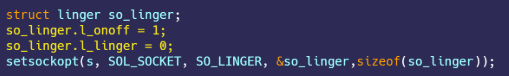 struct linger so_linger;
so_linger.l_onoff = 1;
so_linger.l_linger = 0;
setsockopt(s, SOL_SOCKET, SO_LINGER, &so_linger,sizeof(so_linger));